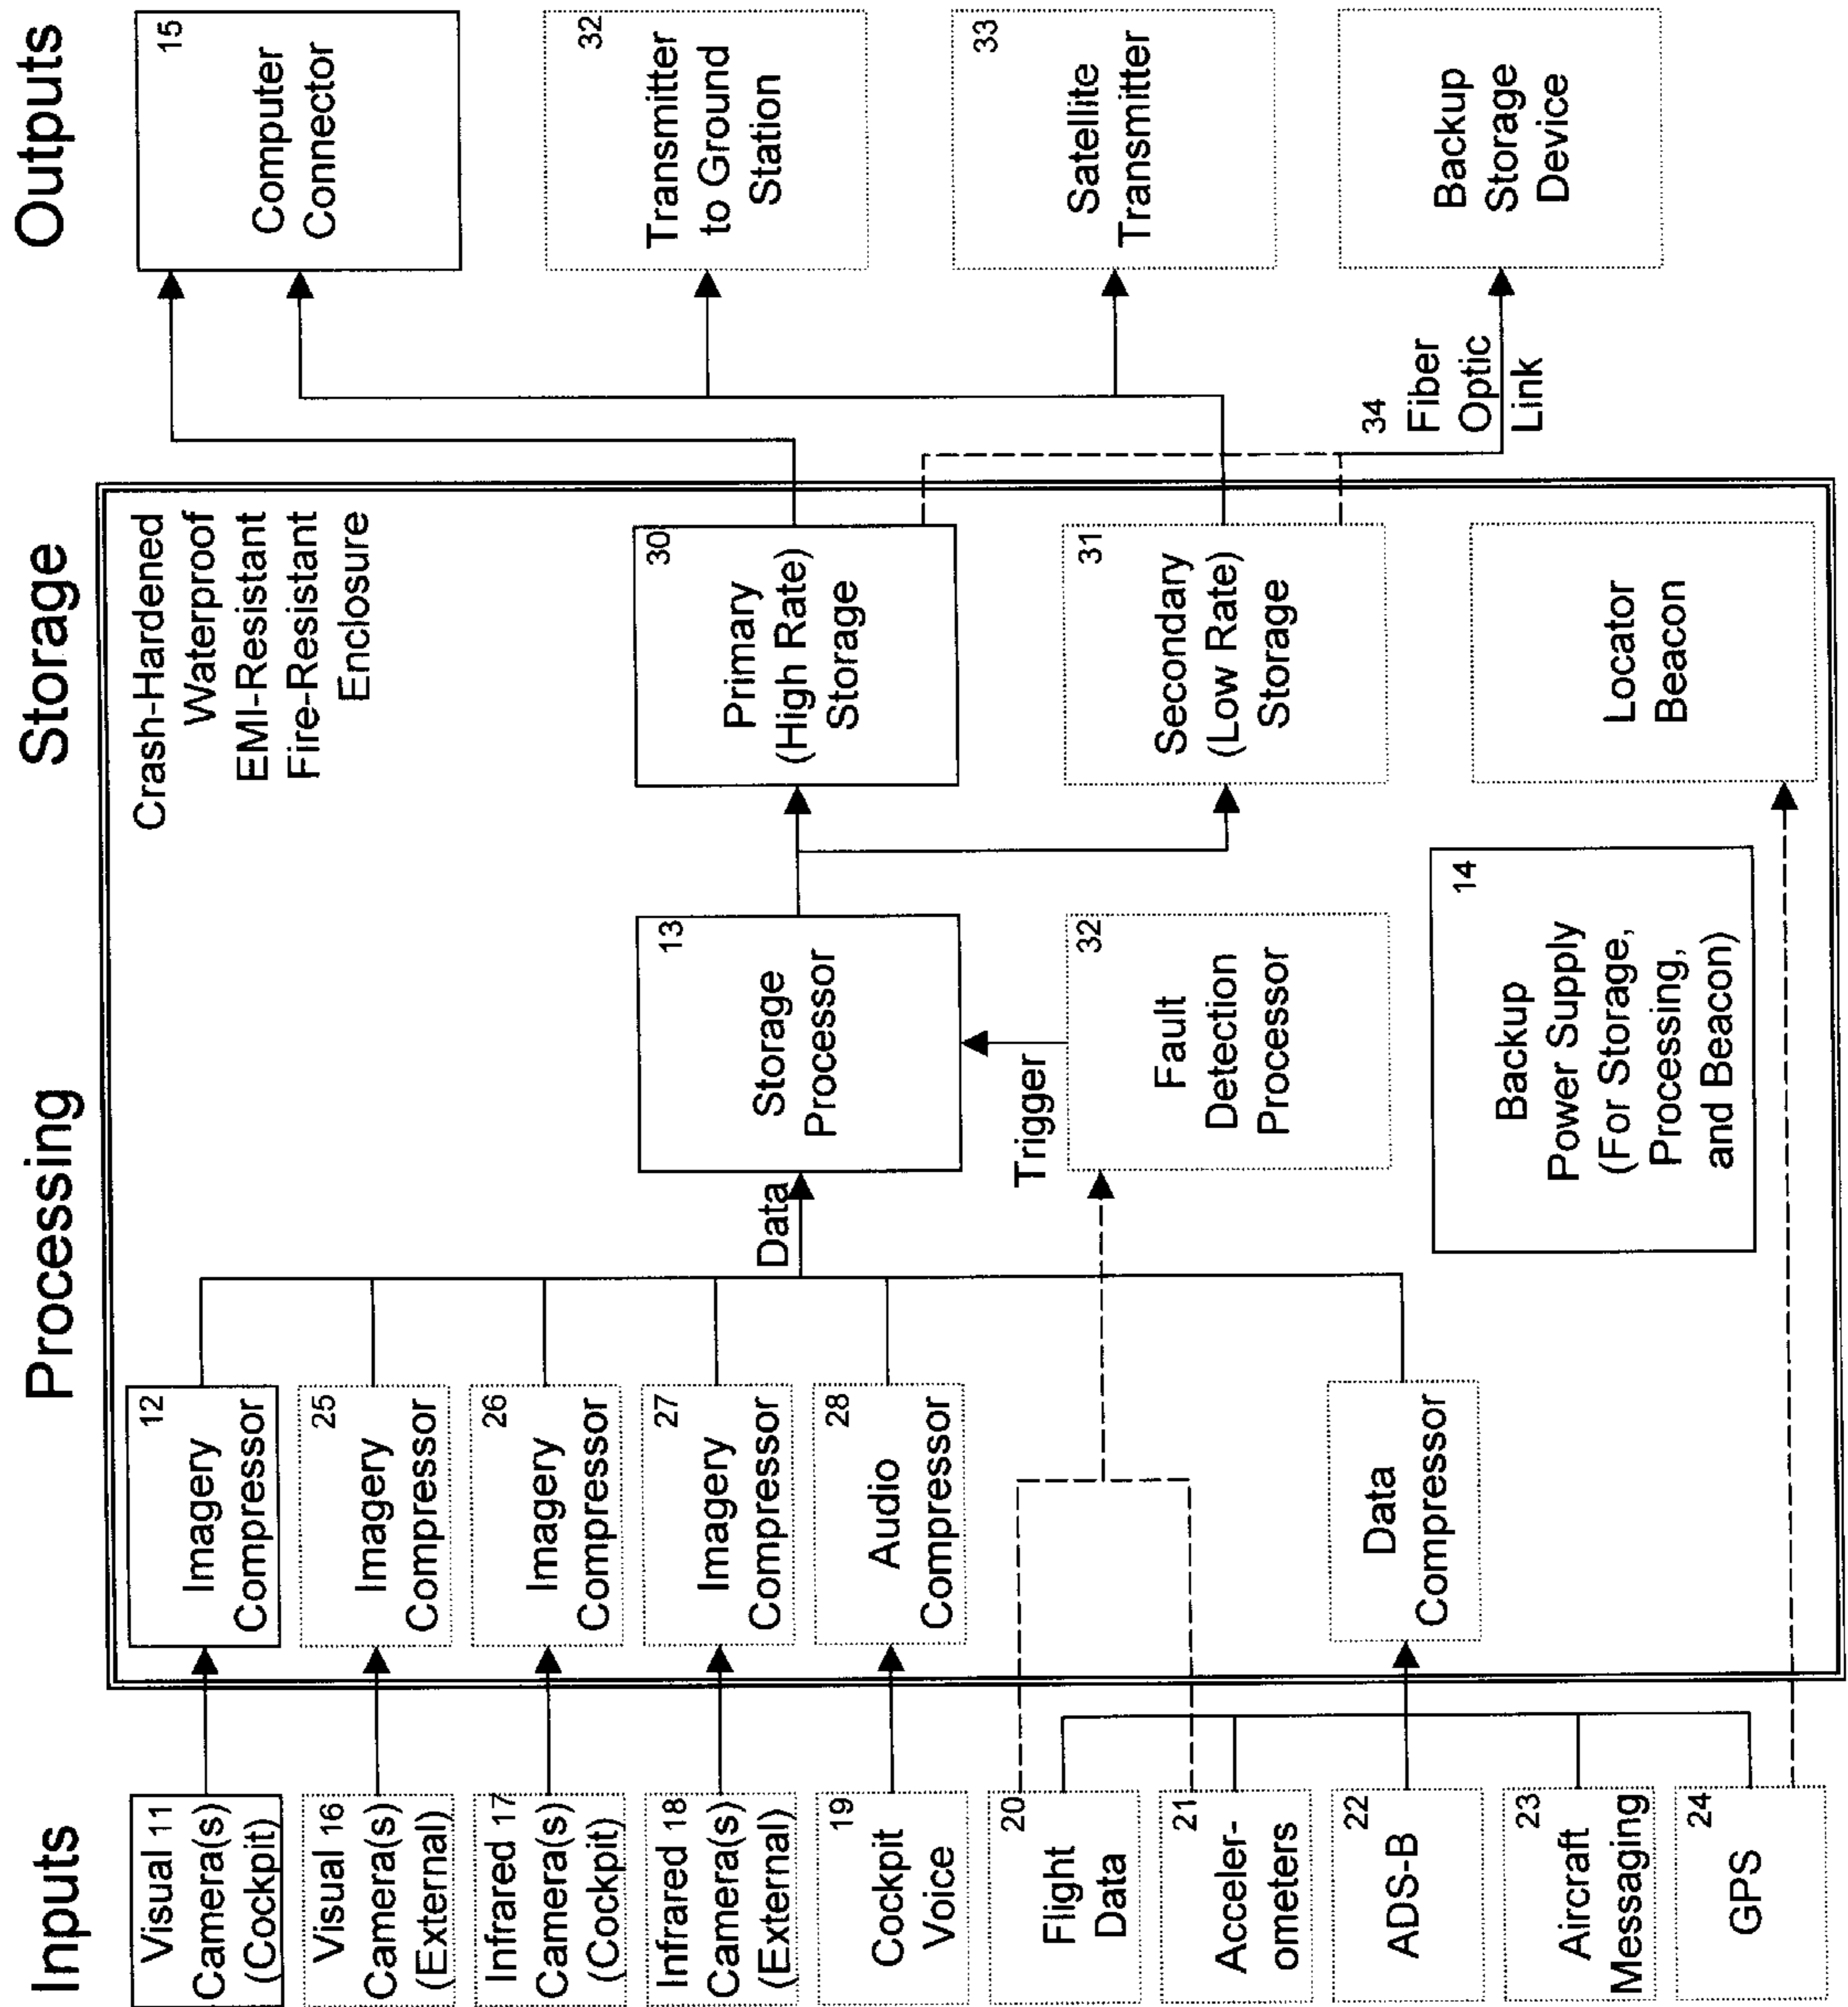 Inputs
Processing
Storage
Outputs
Visual 11
Camera(s)
(Cockpit)
Visual 16
Camera(s)
(External)
Infrared 17
Camera(s)
(Cockpit)
Infrared 18
Camera(s)
(External)
19
Cockpit
Voice
20
Flight
Data
21
Acceler-
ometers
22
ADS-B
23
Aircraft
Messaging
24
GPS
12
Imagery
Compressor
25
Imagery
Compressor
26
Imagery
Compressor
27
Imagery
Compressor
28
Audio
Compressor
Data
Compressor
Data
13
Storage
Processor
Trigger
32
Fault
Detection
Processor
14
Backup
Power Supply
(For Storage,
Processing,
and Beacon)
Crash-Hardened
Waterproof
EMI-Resistant
Fire-Resistant
Enclosure
30
Primary
(High Rate)
Storage
31
Secondary
(Low Rate)
Storage
Locator
Beacon
34
Fiber
Optic
Link
15
Computer
Connector
32
Transmitter
to Ground
Station
33
Satellite
Transmitter
Backup
Storage
Device